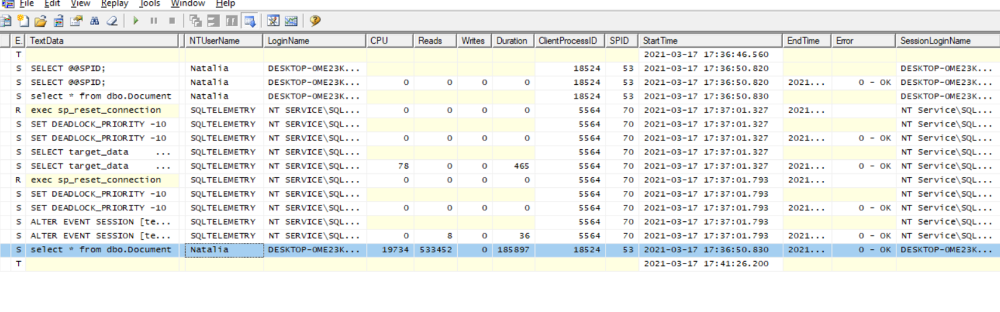 File Edit View Replay Tools Window Help
E. TextData NTUserName LoginName CPU Reads Writes Duration ClientProcessID SPID StartTime EndTime Error SessionLoginName
T 2021-03-17 17:36:46.560
S SELECT @@SPID; Natalia DESKTOP-OME23K... 18524 53 2021-03-17 17:36:50.820 DESKTOP-OME23K...
S SELECT @@SPID; Natalia DESKTOP-OME23K... 0 0 0 0 18524 53 2021-03-17 17:36:50.820 2021... 0 - OK DESKTOP-OME23K...
S select * from dbo.Document Natalia DESKTOP-OME23K... 18524 53 2021-03-17 17:36:50.830 DESKTOP-OME23K...
R exec sp_reset_connection SQLTELEMETRY NT SERVICE\SQL... 0 0 0 0 5564 70 2021-03-17 17:37:01.327 2021... NT Service\SQL...
S SET DEADLOCK_PRIORITY -10 SQLTELEMETRY NT SERVICE\SQL... 5564 70 2021-03-17 17:37:01.327 NT Service\SQL...
S SET DEADLOCK_PRIORITY -10 SQLTELEMETRY NT SERVICE\SQL... 0 0 0 0 5564 70 2021-03-17 17:37:01.327 2021... 0 - OK NT Service\SQL...
S SELECT target_data ... SQLTELEMETRY NT SERVICE\SQL... 5564 70 2021-03-17 17:37:01.327 NT Service\SQL...
S SELECT target_data ... SQLTELEMETRY NT SERVICE\SQL... 78 0 0 465 5564 70 2021-03-17 17:37:01.327 2021... 0 - OK NT Service\SQL...
R exec sp_reset_connection SQLTELEMETRY NT SERVICE\SQL... 0 0 0 0 5564 70 2021-03-17 17:37:01.793 2021... NT Service\SQL...
S SET DEADLOCK_PRIORITY -10 SQLTELEMETRY NT SERVICE\SQL... 5564 70 2021-03-17 17:37:01.793 NT Service\SQL...
S SET DEADLOCK_PRIORITY -10 SQLTELEMETRY NT SERVICE\SQL... 0 0 0 0 5564 70 2021-03-17 17:37:01.793 2021... 0 - OK NT Service\SQL...
S ALTER EVENT SESSION [te... SQLTELEMETRY NT SERVICE\SQL... 5564 70 2021-03-17 17:37:01.793 NT Service\SQL...
S ALTER EVENT SESSION [te... SQLTELEMETRY NT SERVICE\SQL... 0 8 0 36 5564 70 2021-03-17 17:37:01.793 2021... 0 - OK NT Service\SQL...
S select * from dbo.Document Natalia DESKTOP-OME23K... 19734 533452 0 185897 18524 53 2021-03-17 17:36:50.830 2021... 0 - OK DESKTOP-OME23K...
T 2021-03-17 17:41:26.200